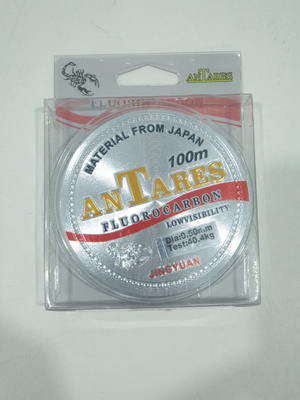 ANTARES
FLUOROCARBON
MATERIAL FROM JAPAN
100m
ANTARES
FLUOROCARBON
LOWVISIBILITY
Dia:0.50mm
Test:40.4kg
JINGYUAN